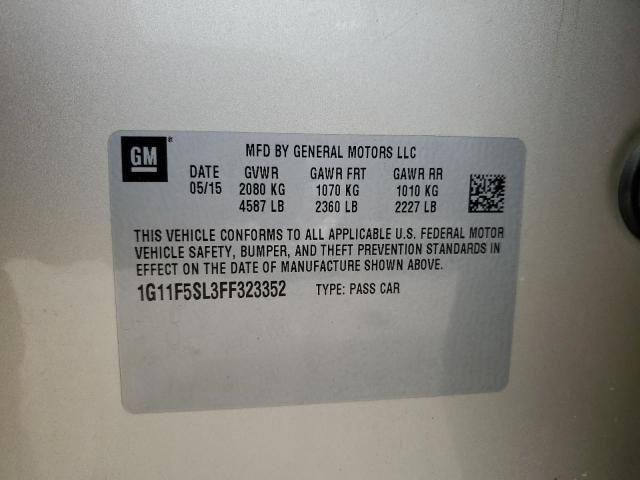 GM®
MFD BY GENERAL MOTORS LLC
DATE GVWR GAWR FRT GAWR RR
05/15 2080 KG 1070 KG 1010 KG
4587 LB 2360 LB 2227 LB
THIS VEHICLE CONFORMS TO ALL APPLICABLE U.S. FEDERAL MOTOR
VEHICLE SAFETY, BUMPER, AND THEFT PREVENTION STANDARDS IN
EFFECT ON THE DATE OF MANUFACTURE SHOWN ABOVE.
1G11F5SL3FF323352 TYPE: PASS CAR